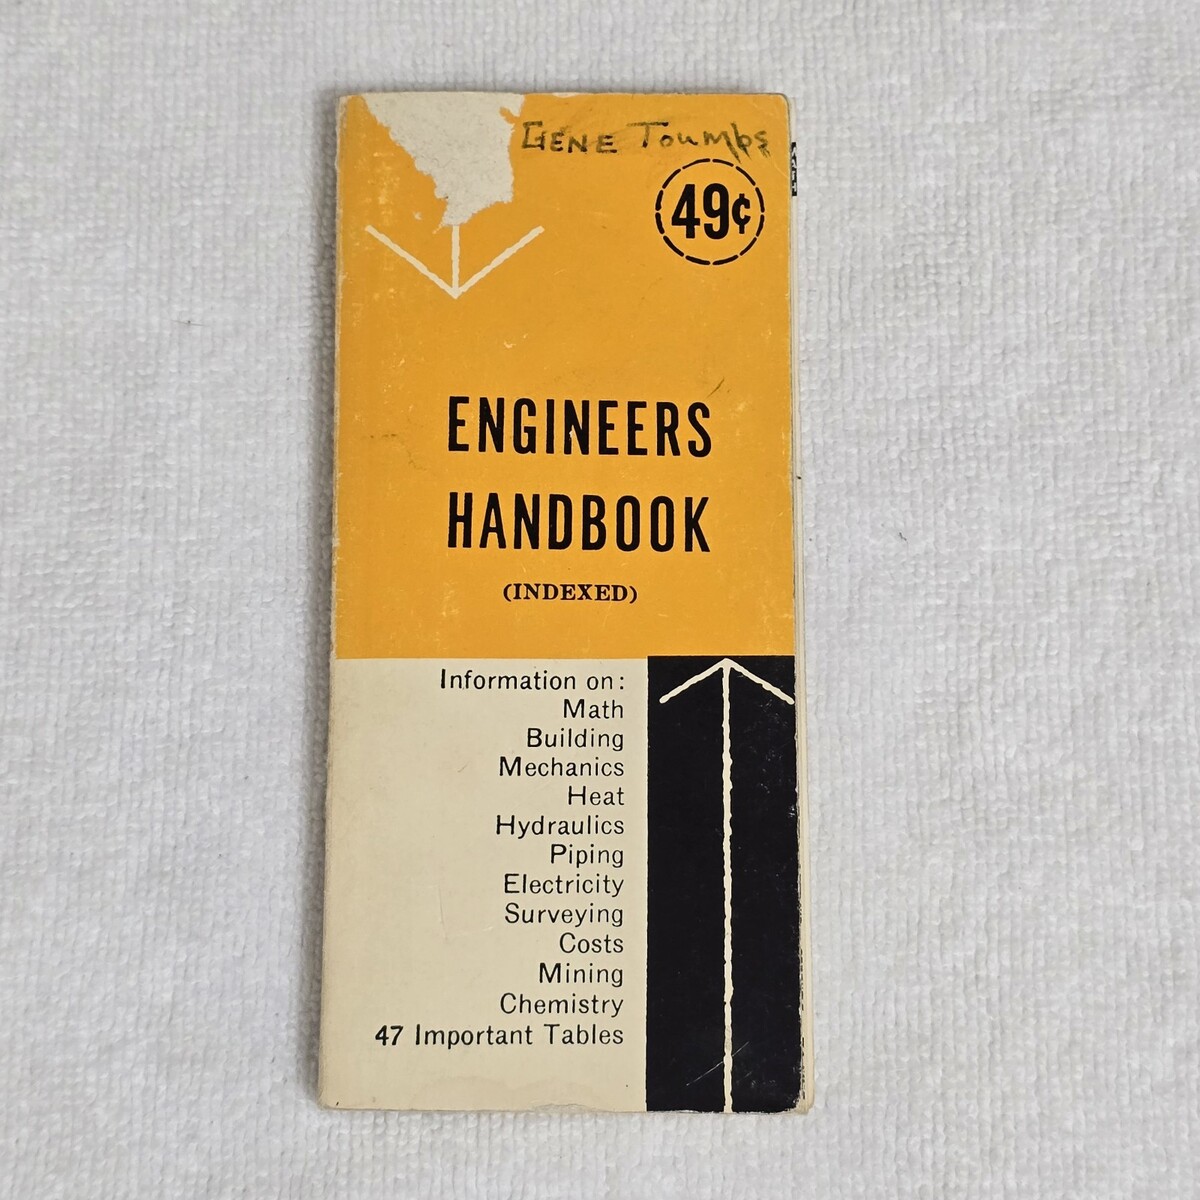 GENE Toumbs
49¢
ENGINEERS
HANDBOOK
(INDEXED)
Information on:
Math
Building
Mechanics
Heat
Hydraulics
Piping
Electricity
Surveying
Costs
Mining
Chemistry
47 Important Tables